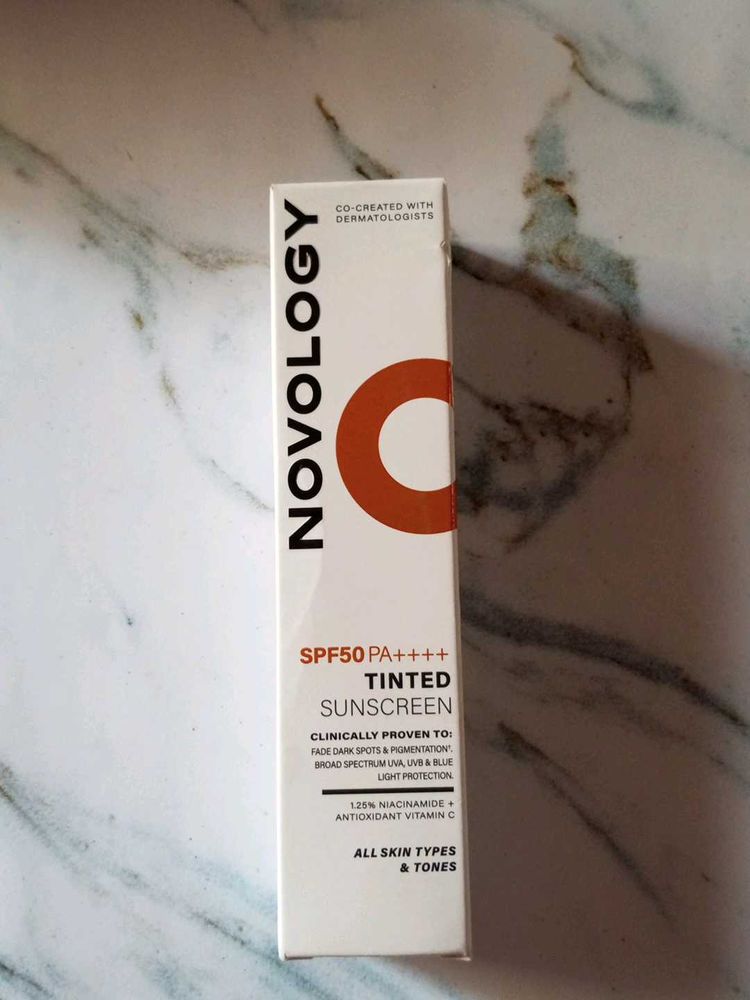 NOVOLOGY
CO-CREATED WITH
DERMATOLOGISTS
SPF50 PA++++
TINTED
SUNSCREEN
CLINICALLY PROVEN TO:
FADE DARK SPOTS & PIGMENTATION†.
BROAD SPECTRUM UVA, UVB & BLUE
LIGHT PROTECTION.
1.25% NIACINAMIDE +
ANTIOXIDANT VITAMIN C
ALL SKIN TYPES
& TONES